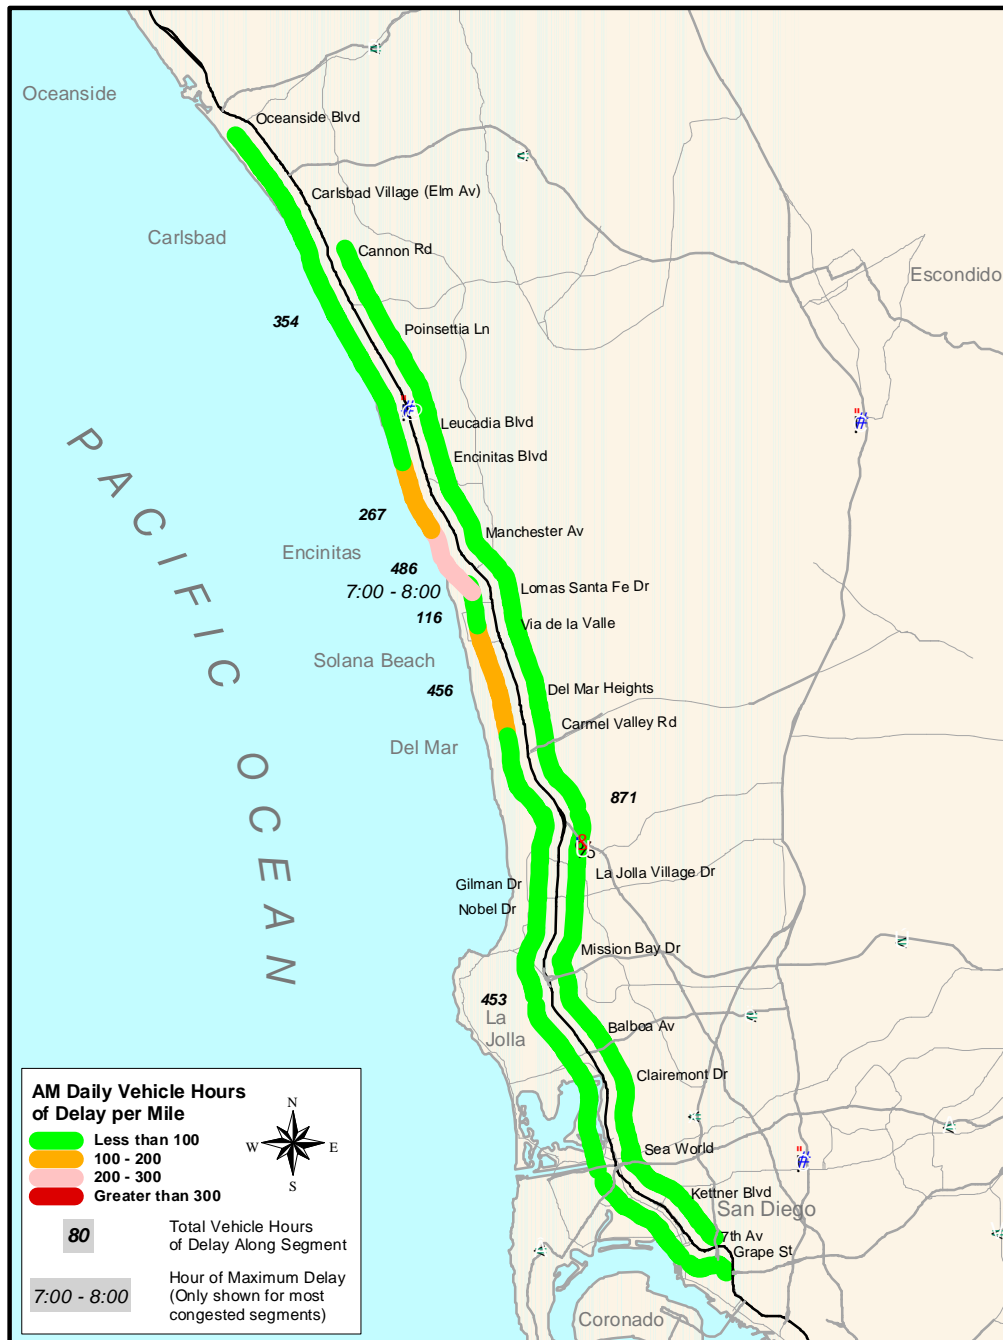 Oceanside
Oceanside Blvd
Carlsbad Village (Elm Av)
Carlsbad
Cannon Rd
Escondido
354
Poinsettia Ln
Leucadia Blvd
Encinitas Blvd
PACIFIC OCEAN
267
Manchester Av
Encinitas
486
7:00 - 8:00
Lomas Santa Fe Dr
116
Via de la Valle
Solana Beach
456
Del Mar Heights
Carmel Valley Rd
Del Mar
871
La Jolla Village Dr
Gilman Dr
Nobel Dr
Mission Bay Dr
453
La
Jolla
Balboa Av
Clairemont Dr
Sea World
Kettner Blvd
San Diego
7th Av
Grape St
Coronado
AM Daily Vehicle Hours
of Delay per Mile
N
W E
S
Less than 100
100 - 200
200 - 300
Greater than 300
80
Total Vehicle Hours
of Delay Along Segment
7:00 - 8:00
Hour of Maximum Delay
(Only shown for most
congested segments)